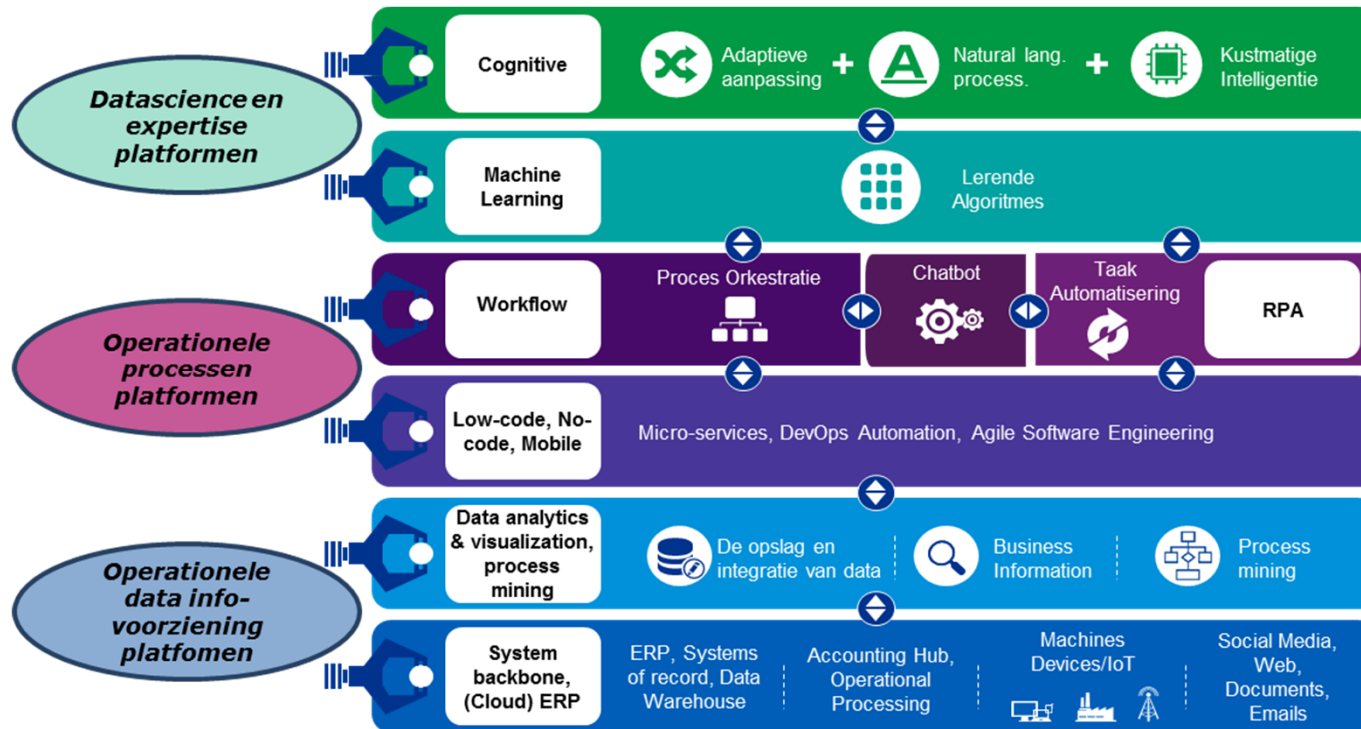 Datascience en
expertise
platformen
Cognitive
Adaptieve
aanpassing
+
Natural lang.
process.
+
Kustmatige
Intelligentie
Machine
Learning
Lerende
Algoritmes
Operationele
processen
platformen
Workflow
Proces Orkestratie
Chatbot
Taak
Automatisering
RPA
Low-code, No-
code, Mobile
Micro-services, DevOps Automation, Agile Software Engineering
Operationele
data info-
voorziening
platfomen
Data analytics
& visualization,
process
mining
De opslag en
integratie van data
Business
Information
Process
mining
System
backbone,
(Cloud) ERP
ERP, Systems
of record, Data
Warehouse
Accounting Hub,
Operational
Processing
Machines
Devices/IoT
Social Media,
Web,
Documents,
Emails